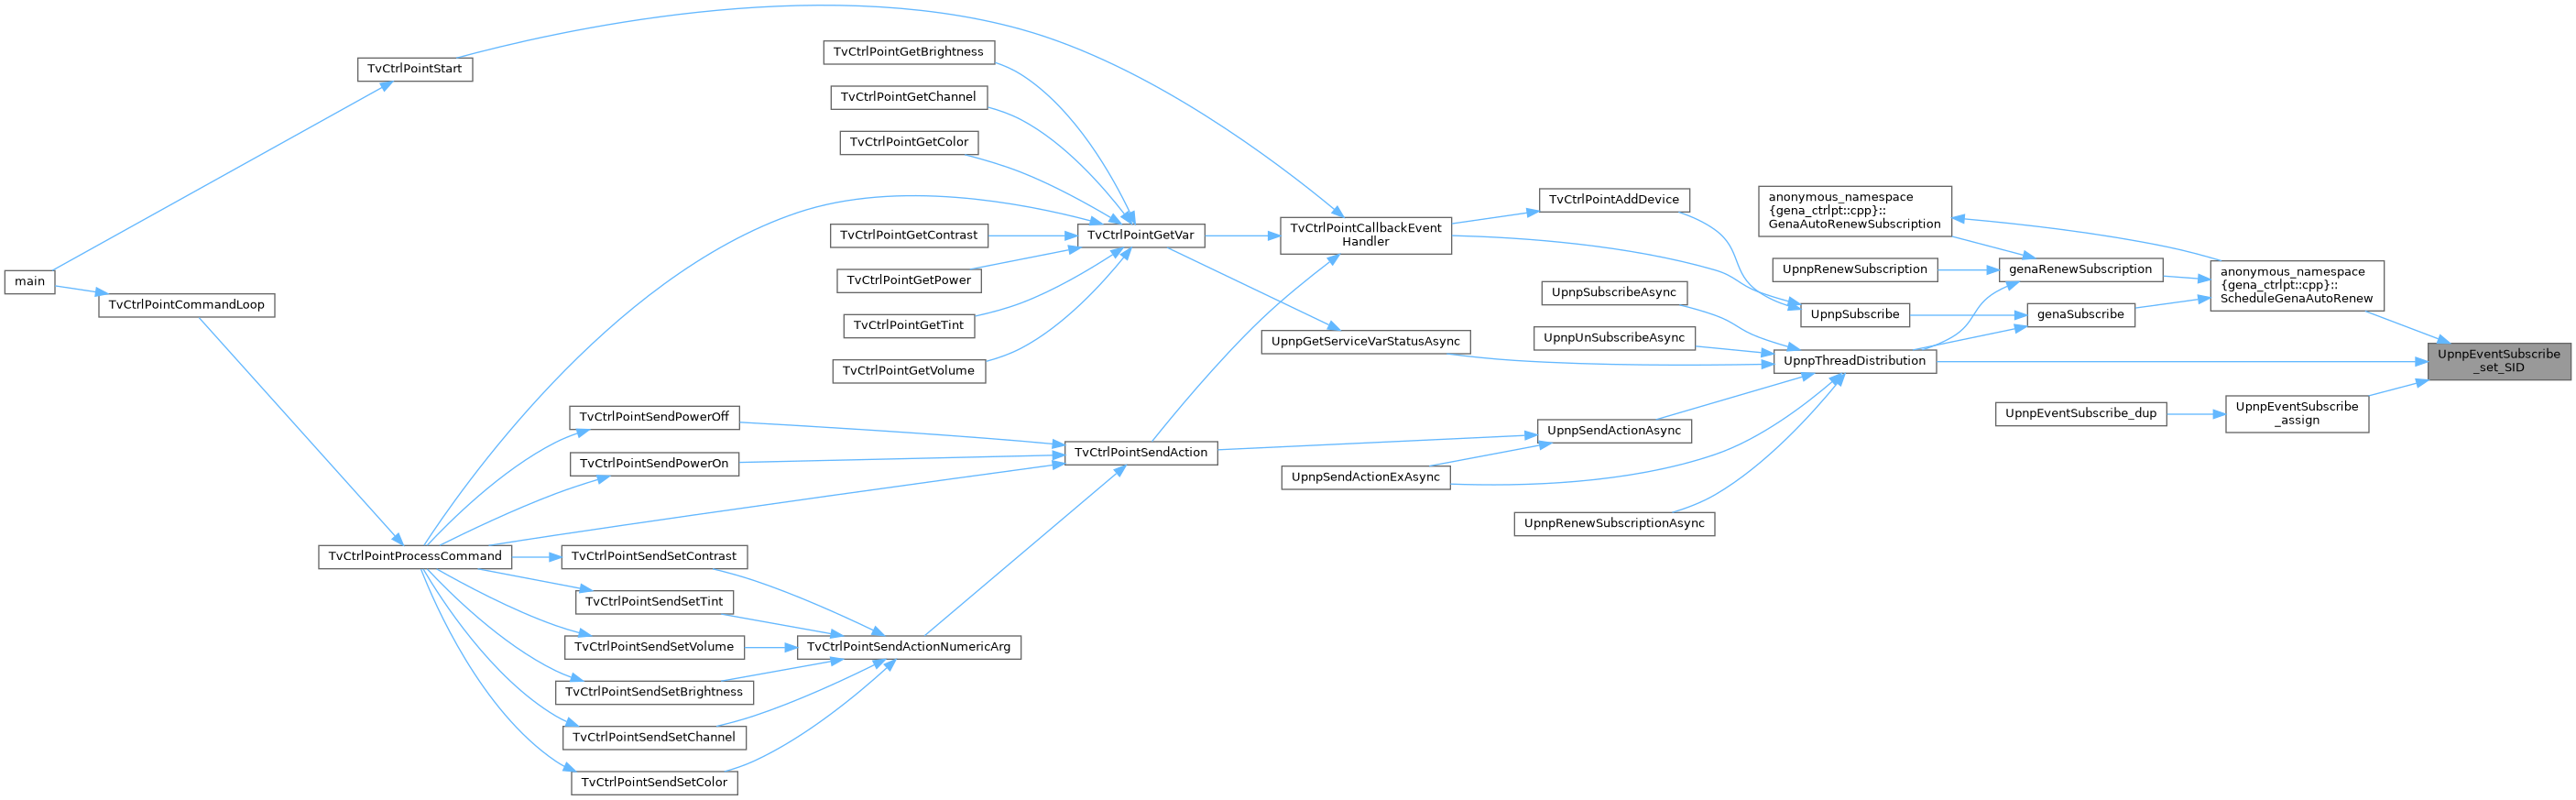 main
TvCtrlPointStart
TvCtrlPointCommandLoop
TvCtrlPointProcessCommand
TvCtrlPointSendPowerOff
TvCtrlPointSendPowerOn
TvCtrlPointSendSetContrast
TvCtrlPointSendSetTint
TvCtrlPointSendSetVolume
TvCtrlPointSendSetBrightness
TvCtrlPointSendSetChannel
TvCtrlPointSendSetColor
TvCtrlPointGetBrightness
TvCtrlPointGetChannel
TvCtrlPointGetColor
TvCtrlPointGetContrast
TvCtrlPointGetPower
TvCtrlPointGetTint
TvCtrlPointGetVolume
TvCtrlPointGetVar
TvCtrlPointSendAction
TvCtrlPointSendActionNumericArg
TvCtrlPointCallbackEvent
Handler
UpnpGetServiceVarStatusAsync
UpnpSendActionExAsync
TvCtrlPointAddDevice
UpnpSubscribeAsync
UpnpUnSubscribeAsync
UpnpSendActionAsync
UpnpRenewSubscriptionAsync
anonymous_namespace
{gena_ctrlpt::cpp}::
GenaAutoRenewSubscription
UpnpRenewSubscription
UpnpSubscribe
UpnpThreadDistribution
genaRenewSubscription
genaSubscribe
UpnpEventSubscribe_dup
anonymous_namespace
{gena_ctrlpt::cpp}::
ScheduleGenaAutoRenew
UpnpEventSubscribe
_assign
UpnpEventSubscribe
_set_SID